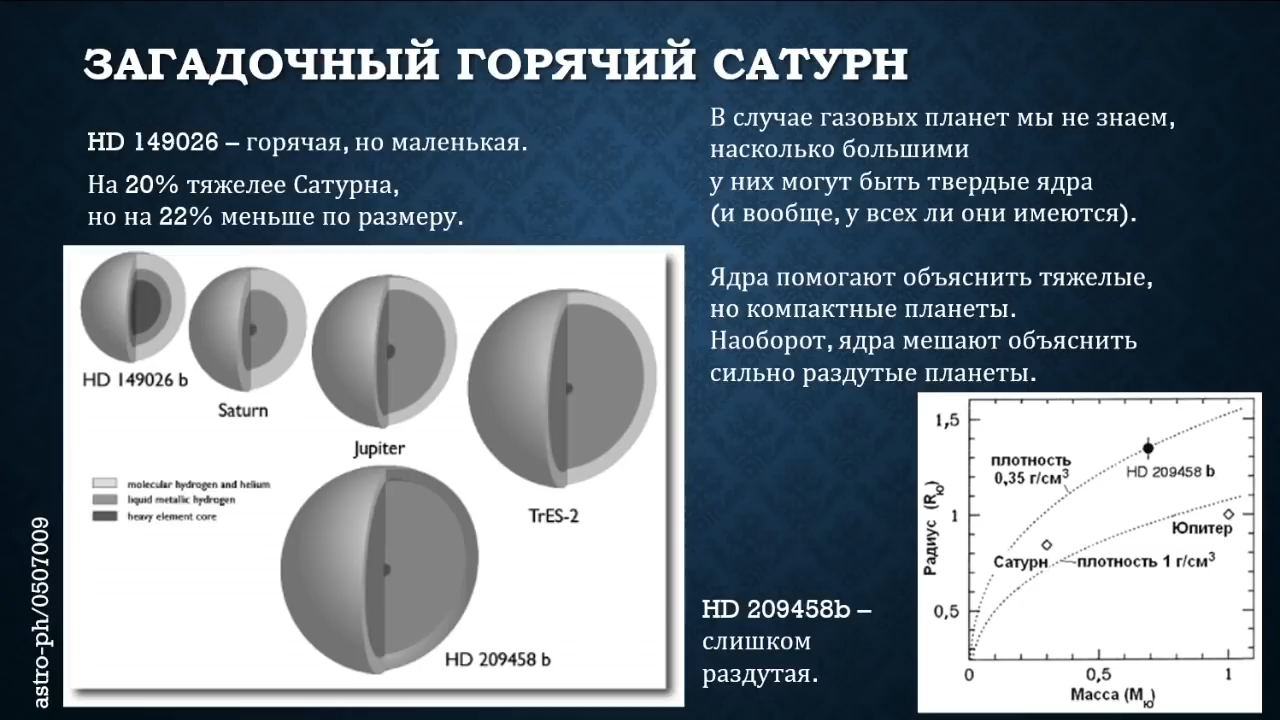 ЗАГАДОЧНЫЙ ГОРЯЧИЙ САТУРН
HD 149026 – горячая, но маленькая.
На 20% тяжелее Сатурна,
но на 22% меньше по размеру.
В случае газовых планет мы не знаем,
насколько большими
у них могут быть твердые ядра
(и вообще, у всех ли они имеются).
Ядра помогают объяснить тяжелые,
но компактные планеты.
Наоборот, ядра мешают объяснить
сильно раздутые планеты.
HD 149026 b
Saturn
Jupiter
TrES-2
molecular hydrogen and helium
liquid metallic hydrogen
heavy element core
HD 209458 b
astro-ph/0507009
HD 209458b –
слишком
раздутая.
Радиус (Rю)
1,5
1
0,5
плотность
0,35 г/см³
HD 209458 b
Юпитер
Сатурн
плотность 1 г/см³
0
0,5
1
Масса (Mю)